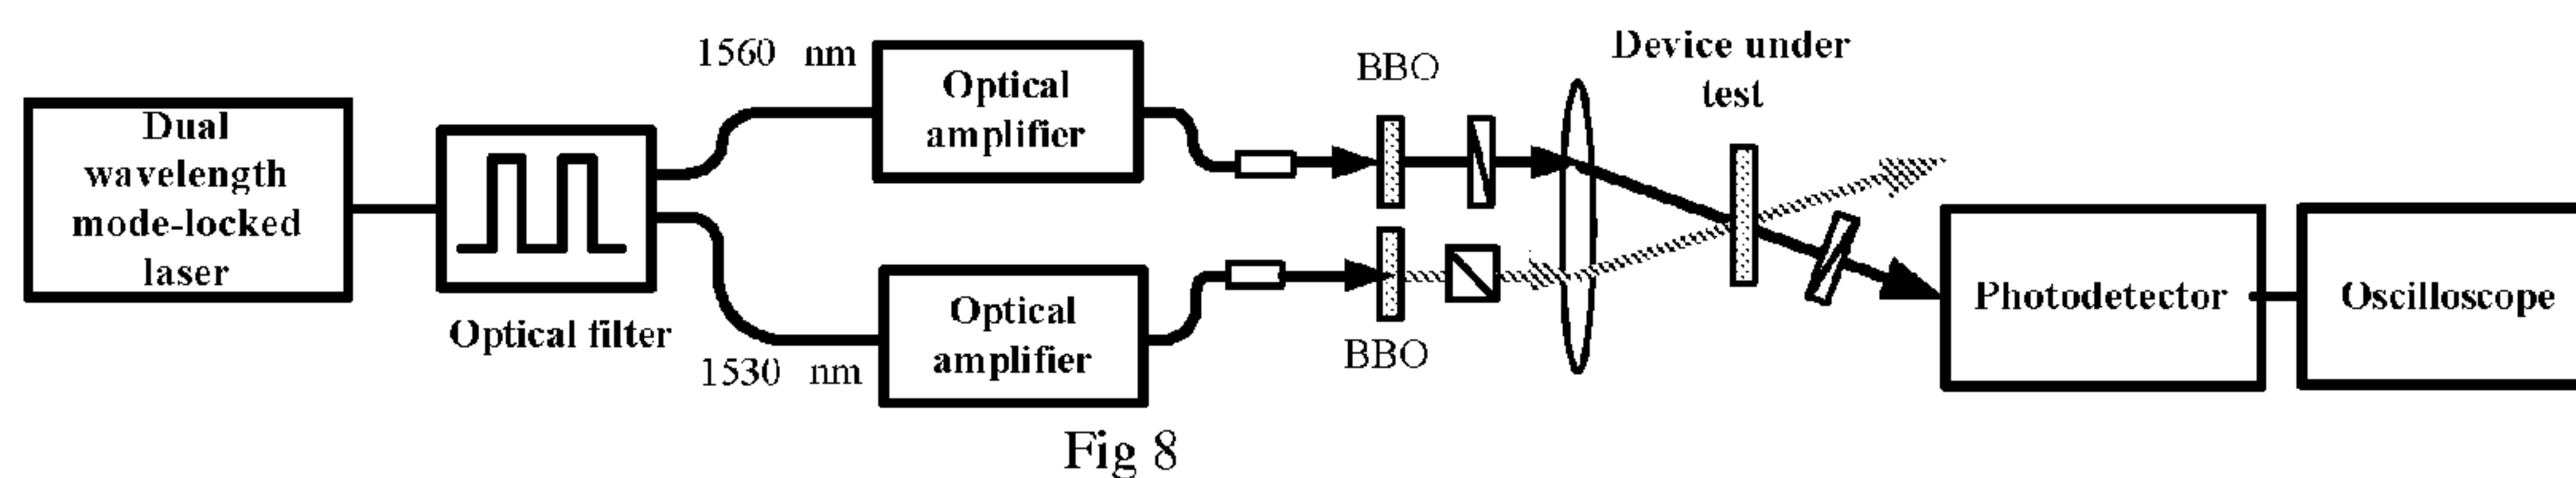 Dual
wavelength
mode-locked
laser
Optical filter
1560 nm
1530 nm
Optical
amplifier
Optical
amplifier
BBO
BBO
Device under
test
Photodetector
Oscilloscope
Fig 8